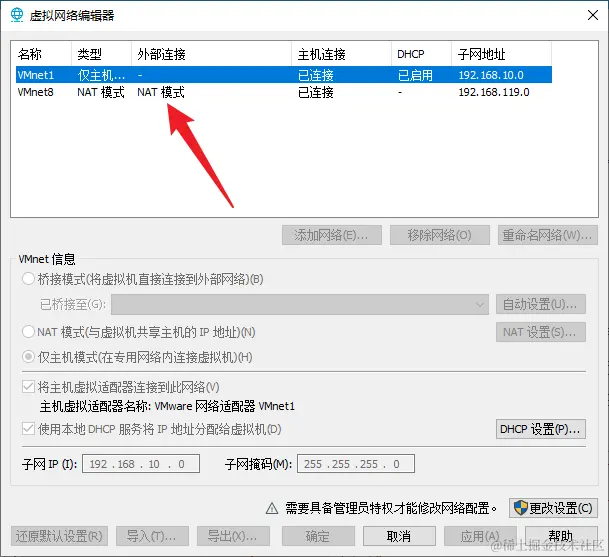 虚拟网络编辑器
名称 类型 外部连接 主机连接 DHCP 子网地址
VMnet1 仅主机... - 已连接 已启用 192.168.10.0
VMnet8 NAT 模式 NAT 模式 已连接 - 192.168.119.0
添加网络(E)... 移除网络(O) 重命名网络(W)...
VMnet 信息
桥接模式(将虚拟机直接连接到外部网络)(B)
已桥接至(G): 自动设置(U)...
NAT 模式(与虚拟机共享主机的 IP 地址)(N) NAT 设置(S)...
仅主机模式(在专用网络内连接虚拟机)(H)
将主机虚拟适配器连接到此网络(V)
主机虚拟适配器名称: VMware 网络适配器 VMnet1
使用本地 DHCP 服务将 IP 地址分配给虚拟机(D) DHCP 设置(P)...
子网 IP (I): 192 . 168 . 10 . 0 子网掩码(M): 255 . 255 . 255 . 0
需要具备管理员特权才能修改网络配置。 更改设置(C)
还原默认设置(R) 导入(T)... 导出(X)... 确定 取消 应用(A) 帮助
@稀土掘金技术社区